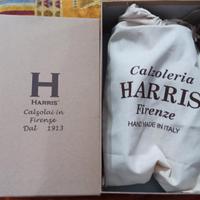 H
HARRIS
Calzolai in
Firenze
Dal 1913
Calzoleria
HARRIS
Firenze
HAND MADE IN ITALY